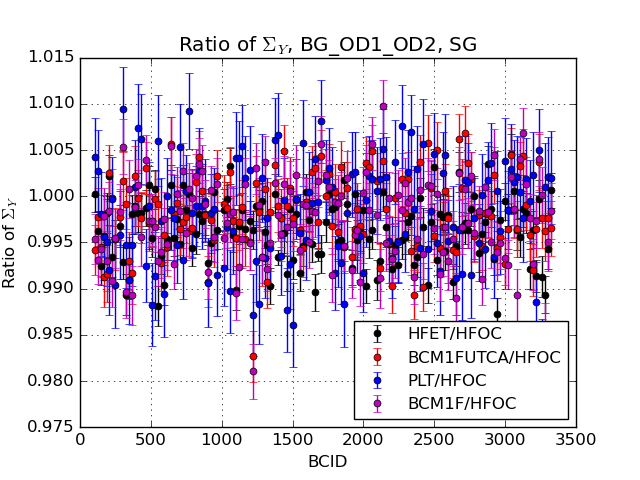 Ratio of Σ_Y, BG_OD1_OD2, SG
Ratio of Σ_Y
1.015
1.010
1.005
1.000
0.995
0.990
0.985
0.980
0.975
HFET/HFOC
BCM1FUTCA/HFOC
PLT/HFOC
BCM1F/HFOC
0 500 1000 1500 2000 2500 3000 3500
BCID